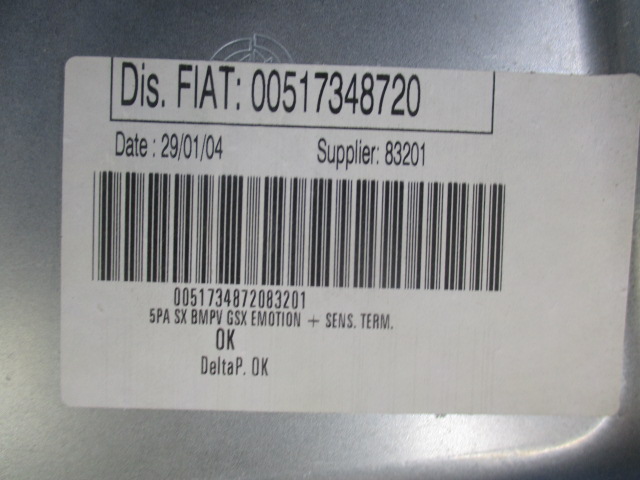 Dis. FIAT: 00517348720
Date : 29/01/04 Supplier: 83201
0051734872083201
5PA SX BMPV GSX EMOTION + SENS. TERM.
OK
DeltaP. OK